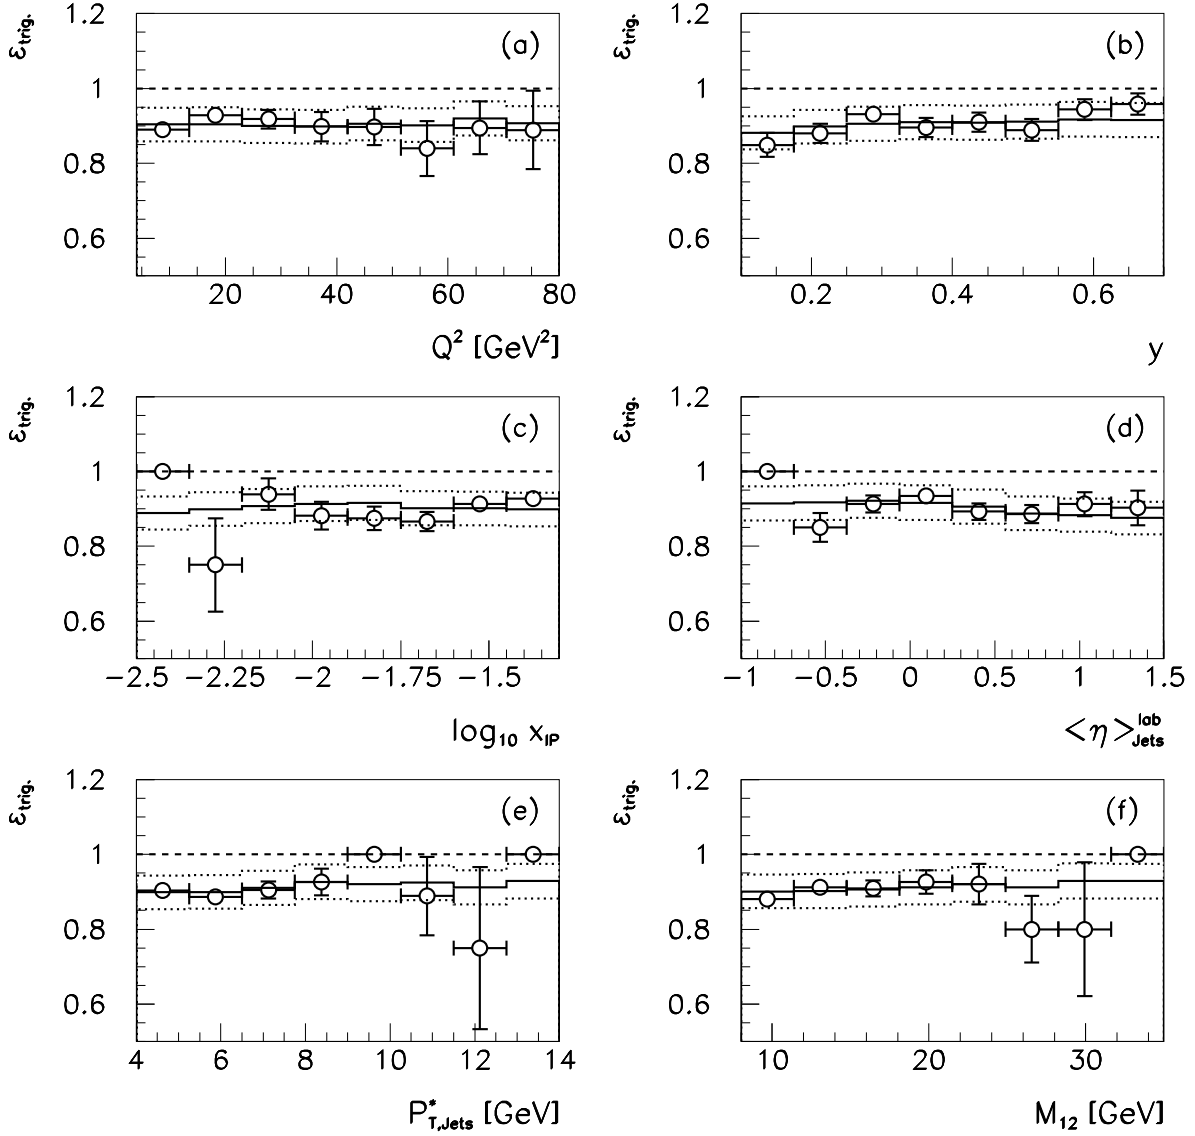 ε_trig. 1.2 (a)
1
0.8
0.6
20 40 60 80
Q² [GeV²]
ε_trig. 1.2 (b)
1
0.8
0.6
0.2 0.4 0.6
y
ε_trig. 1.2 (c)
1
0.8
0.6
−2.5 −2.25 −2 −1.75 −1.5
log₁₀ x_IP
ε_trig. 1.2 (d)
1
0.8
0.6
−1 −0.5 0 0.5 1 1.5
<η>^lab_Jets
ε_trig. 1.2 (e)
1
0.8
0.6
4 6 8 10 12 14
P*_T,Jets [GeV]
ε_trig. 1.2 (f)
1
0.8
0.6
10 20 30
M₁₂ [GeV]